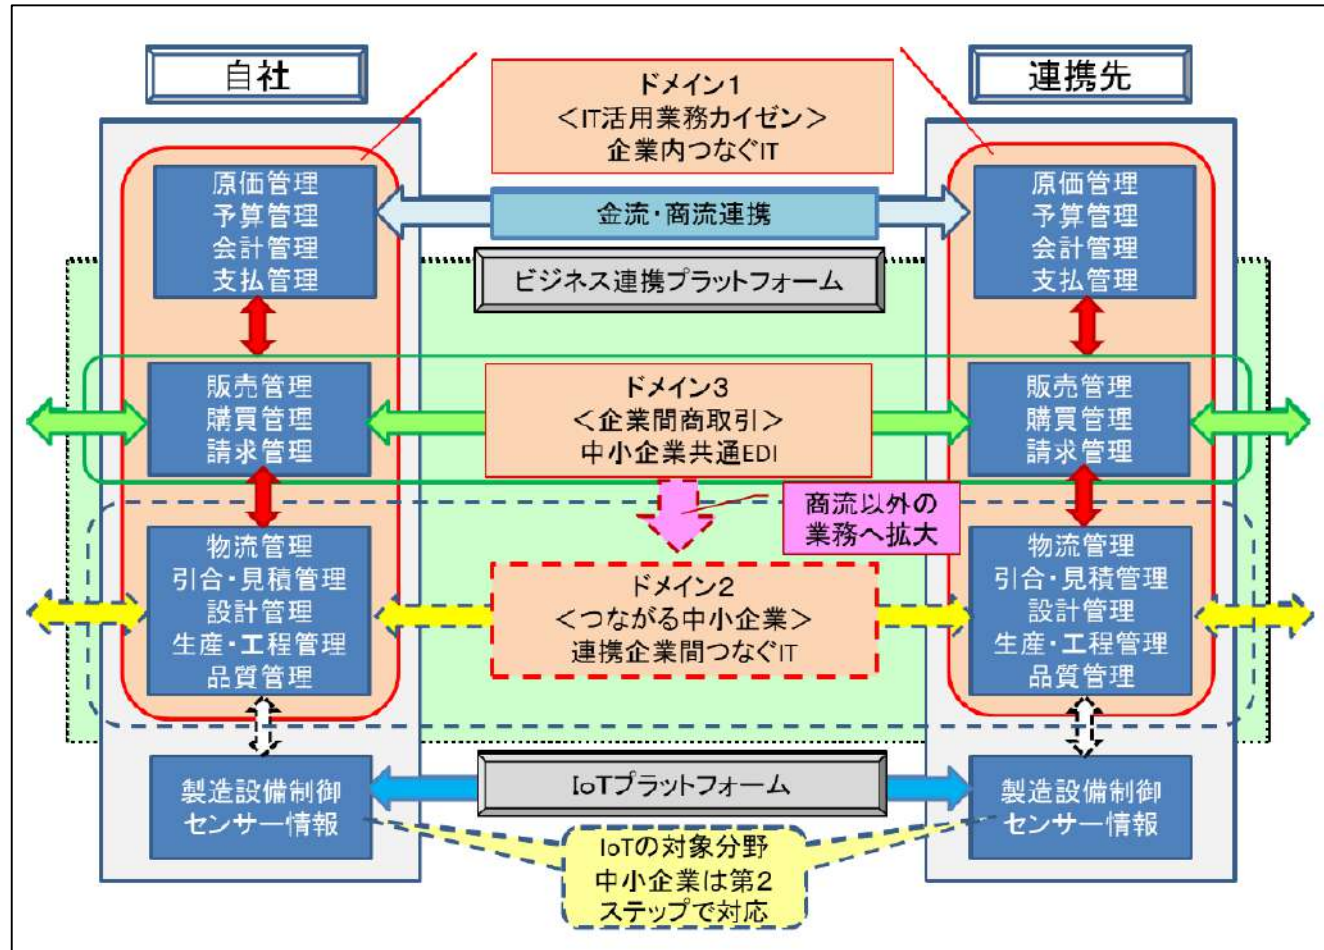 自社
ドメイン1
＜IT活用業務カイゼン＞
企業内つなぐIT
連携先
原価管理
予算管理
会計管理
支払管理
金流・商流連携
原価管理
予算管理
会計管理
支払管理
ビジネス連携プラットフォーム
販売管理
購買管理
請求管理
ドメイン3
＜企業間商取引＞
中小企業共通EDI
販売管理
購買管理
請求管理
商流以外の
業務へ拡大
物流管理
引合・見積管理
設計管理
生産・工程管理
品質管理
ドメイン2
＜つながる中小企業＞
連携企業間つなぐIT
物流管理
引合・見積管理
設計管理
生産・工程管理
品質管理
製造設備制御
センサー情報
IoTプラットフォーム
製造設備制御
センサー情報
IoTの対象分野
中小企業は第2
ステップで対応